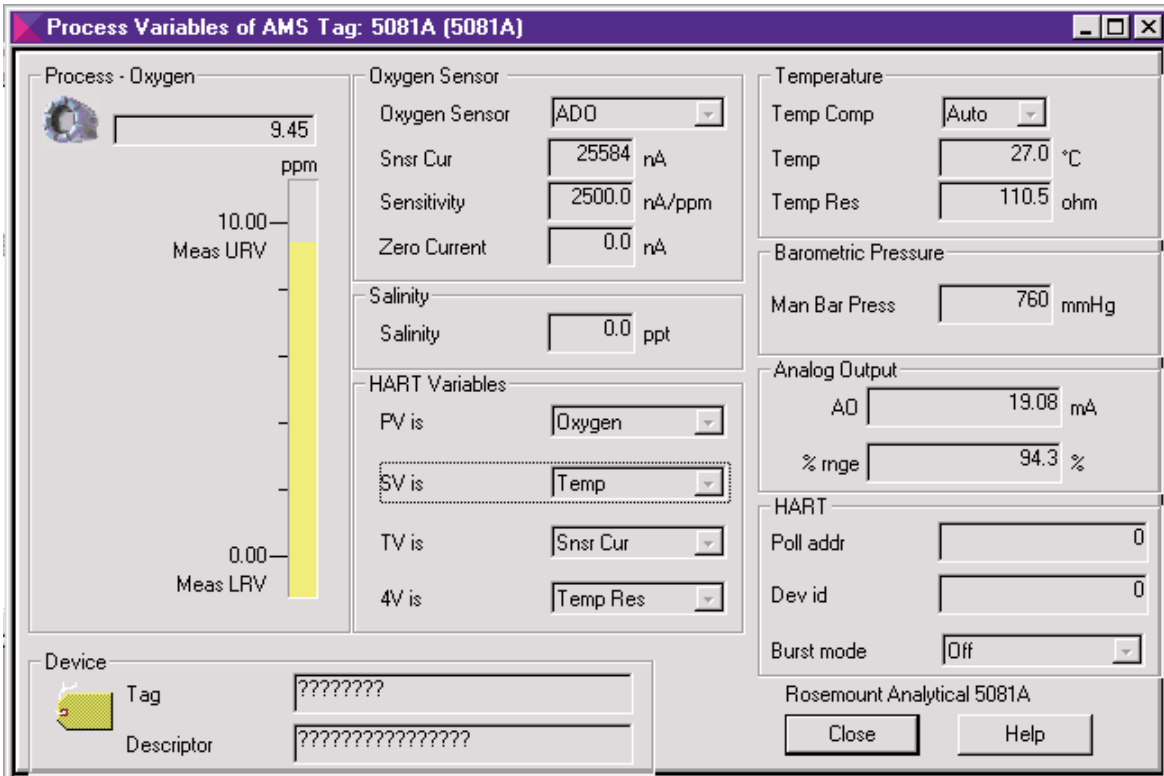 Process Variables of AMS Tag: 5081A (5081A)
Process - Oxygen
9.45
ppm
10.00
Meas URV
0.00
Meas LRV
Oxygen Sensor
Oxygen Sensor ADO
Snsr Cur 25584 nA
Sensitivity 2500.0 nA/ppm
Zero Current 0.0 nA
Salinity
Salinity 0.0 ppt
HART Variables
PV is Oxygen
SV is Temp
TV is Snsr Cur
4V is Temp Res
Temperature
Temp Comp Auto
Temp 27.0 °C
Temp Res 110.5 ohm
Barometric Pressure
Man Bar Press 760 mmHg
Analog Output
AO 19.08 mA
% rnge 94.3 %
HART
Poll addr 0
Dev id 0
Burst mode Off
Device
Tag ????????
Descriptor ????????????????
Rosemount Analytical 5081A
Close Help